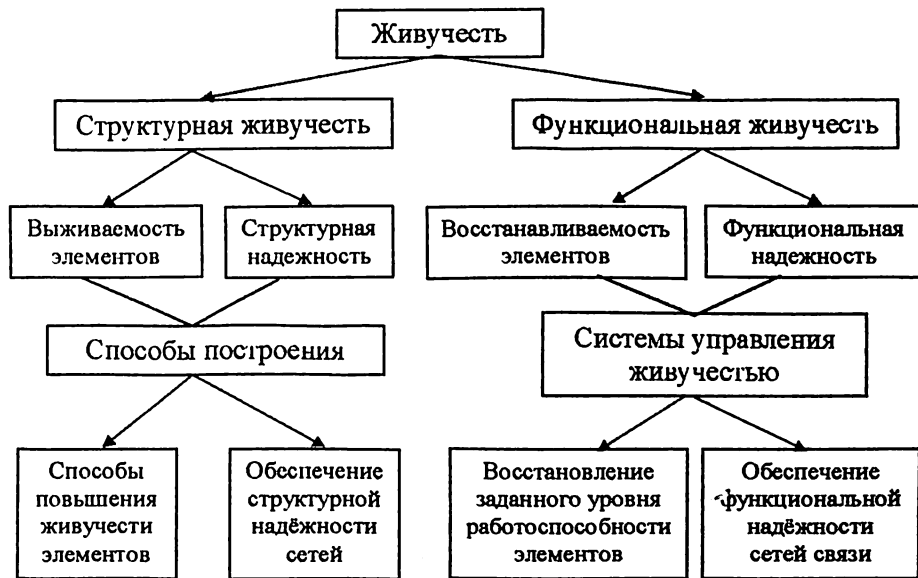 Живучесть
Структурная живучесть
Функциональная живучесть
Выживаемость
элементов
Структурная
надежность
Восстанавливаемость
элементов
Функциональная
надежность
Способы построения
Системы управления
живучестью
Способы
повышения
живучести
элементов
Обеспечение
структурной
надёжности
сетей
Восстановление
заданного уровня
работоспособности
элементов
Обеспечение
функциональной
надёжности
сетей связи